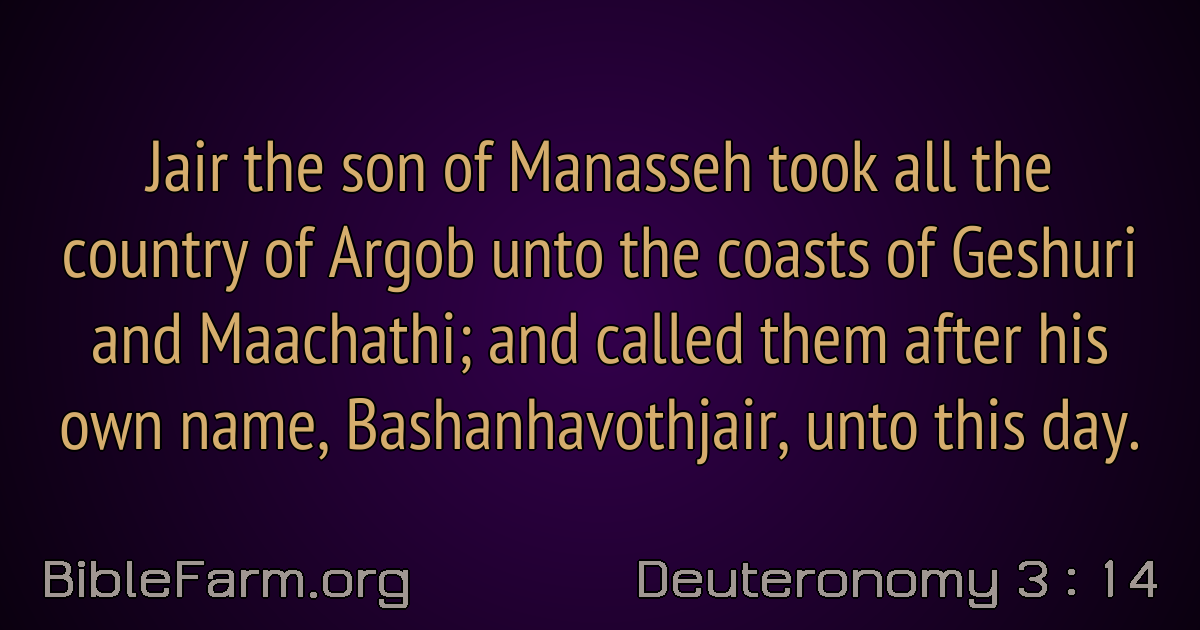 Jair the son of Manasseh took all the
country of Argob unto the coasts of Geshuri
and Maachathi; and called them after his
own name, Bashanhavothjair, unto this day.
BibleFarm.org
Deuteronomy 3 : 14